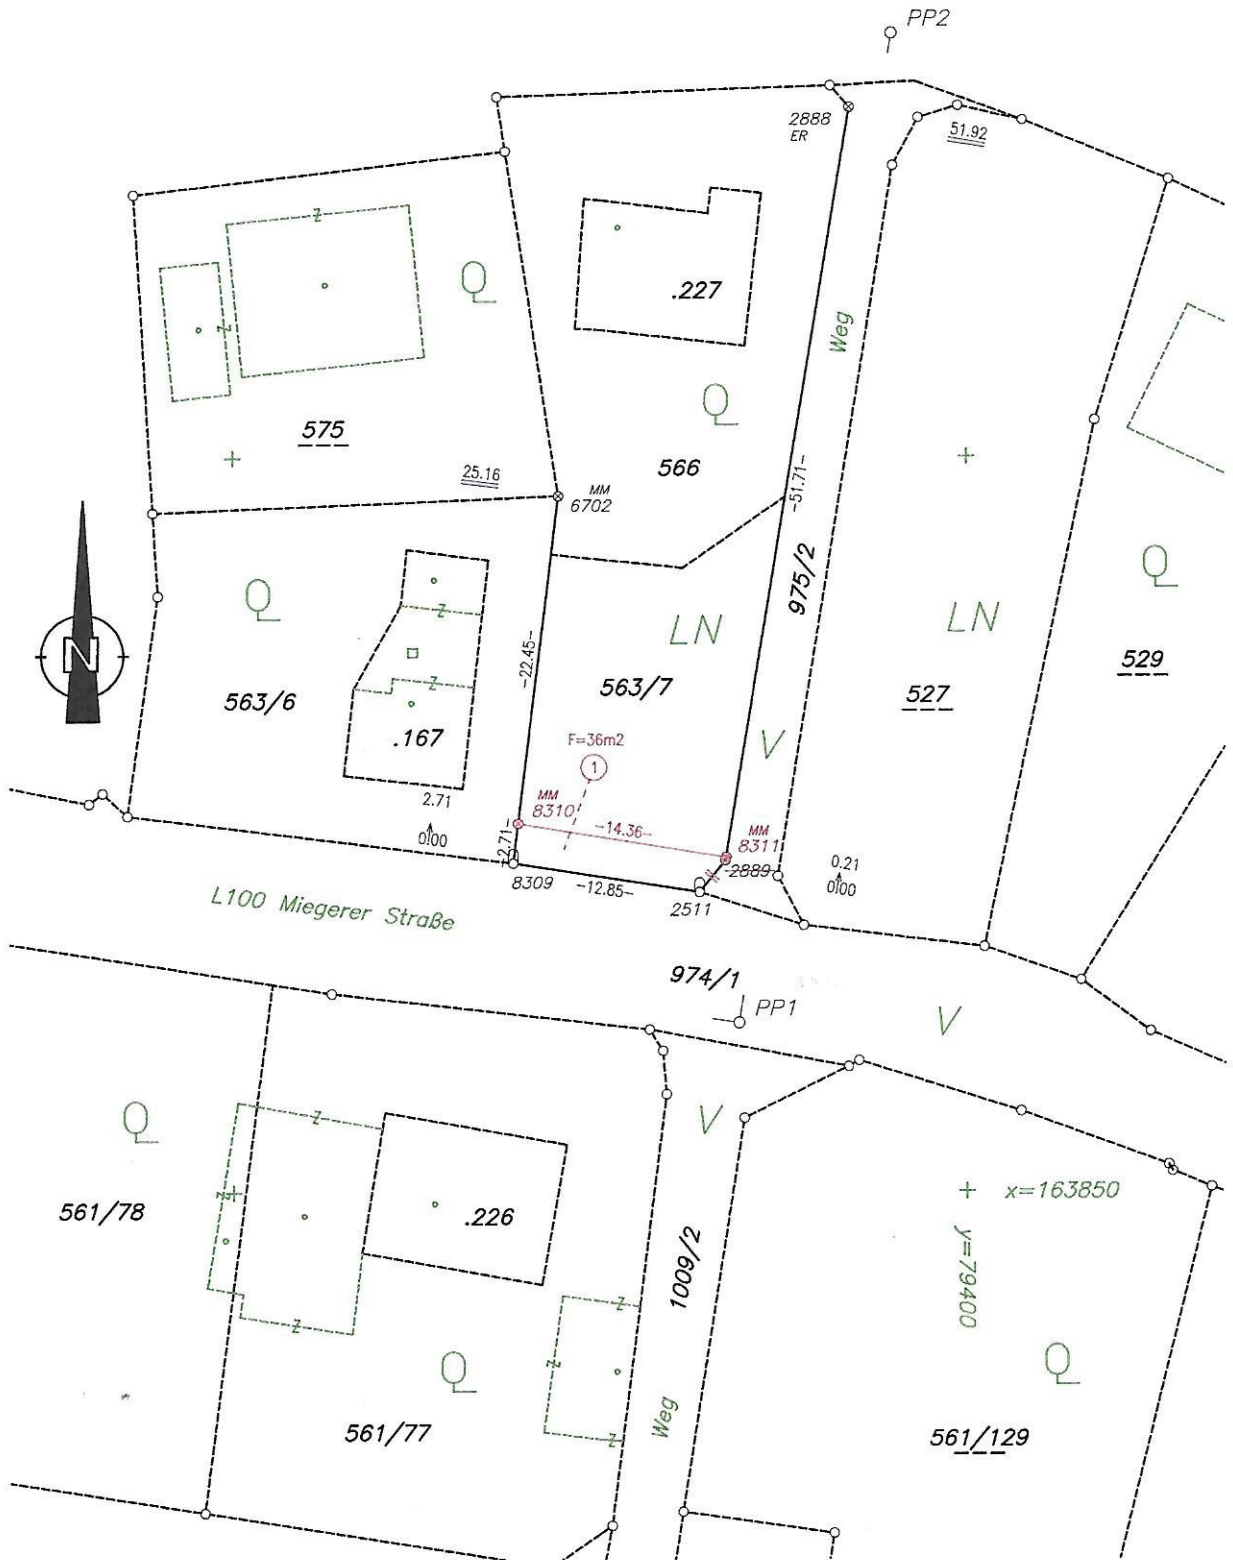 PP2
2888
ER
51.92
.227
Weg
575
25.16
MM
6702
566
-51.71-
975/2
N
563/6
-22.45-
LN
563/7
LN
527
529
.167
F=36m2
1
V
2.71
0.00
MM
8310
-2.71-
-14.36-
MM
8311
-2889-
0.21
0.00
8309
-12.85-
2511
L100 Miegerer Straße
974/1
PP1
V
V
561/78
.226
x=163850
y=79400
1009/2
561/77
Weg
561/129